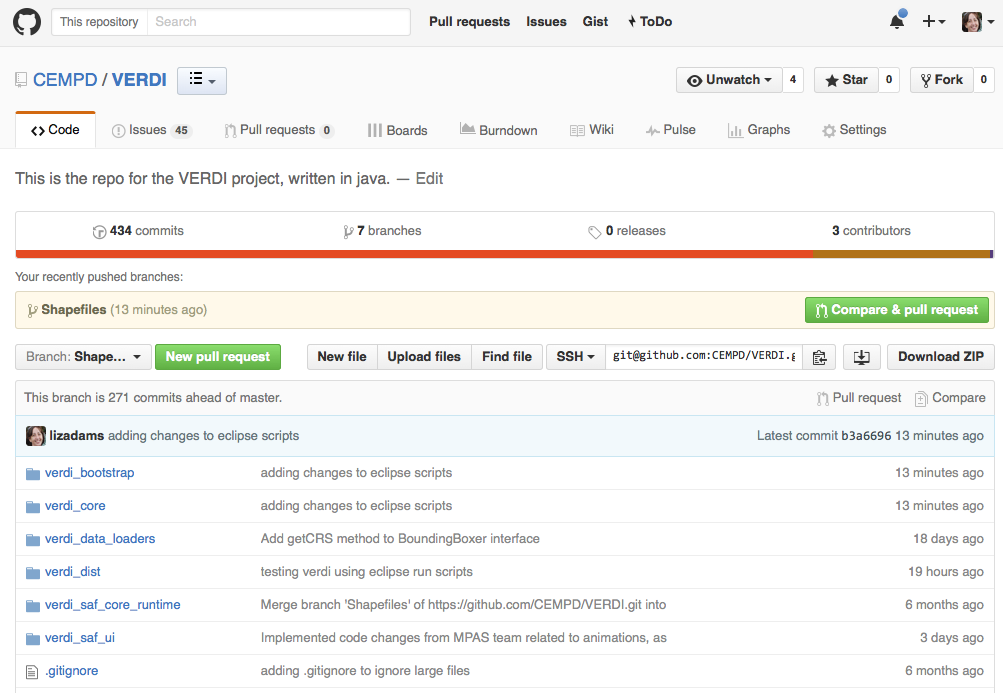 This repository Search Pull requests Issues Gist ToDo
CEMPD / VERDI Unwatch 4 Star 0 Fork 0
Code Issues 45 Pull requests 0 Boards Burndown Wiki Pulse Graphs Settings
This is the repo for the VERDI project, written in java. — Edit
434 commits 7 branches 0 releases 3 contributors
Your recently pushed branches:
Shapefiles (13 minutes ago) Compare & pull request
Branch: Shape... New pull request New file Upload files Find file SSH git@github.com:CEMPD/VERDI.g Download ZIP
This branch is 271 commits ahead of master. Pull request Compare
lizadams adding changes to eclipse scripts Latest commit b3a6696 13 minutes ago
verdi_bootstrap adding changes to eclipse scripts 13 minutes ago
verdi_core adding changes to eclipse scripts 13 minutes ago
verdi_data_loaders Add getCRS method to BoundingBoxer interface 18 days ago
verdi_dist testing verdi using eclipse run scripts 19 hours ago
verdi_saf_core_runtime Merge branch 'Shapefiles' of https://github.com/CEMPD/VERDI.git into 6 months ago
verdi_saf_ui Implemented code changes from MPAS team related to animations, as 3 days ago
.gitignore adding .gitignore to ignore large files 6 months ago